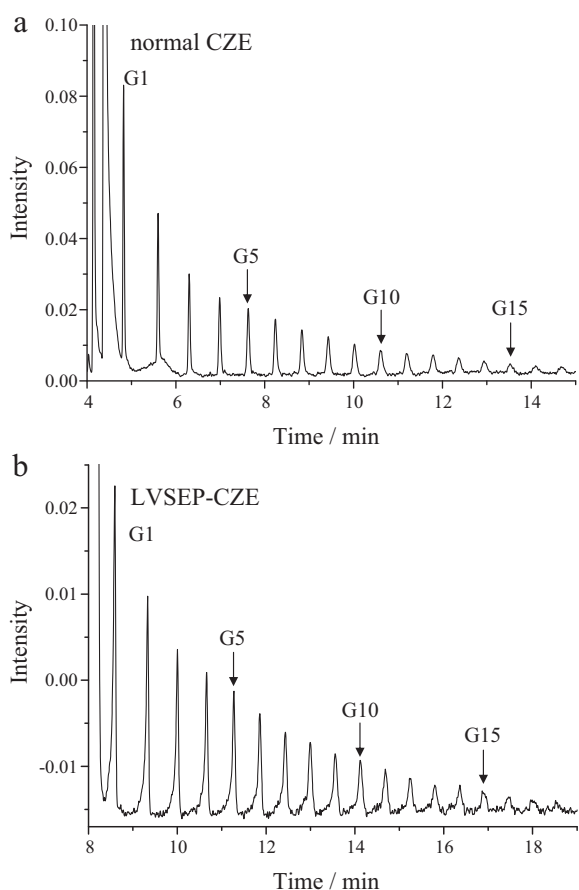 a
normal CZE
0.10
0.08
0.06
0.04
0.02
0.00
Intensity
G1
G5
G10
G15
4 6 8 10 12 14
Time / min
b
LVSEP-CZE
0.02
0.01
0.00
-0.01
Intensity
G1
G5
G10
G15
8 10 12 14 16 18
Time / min